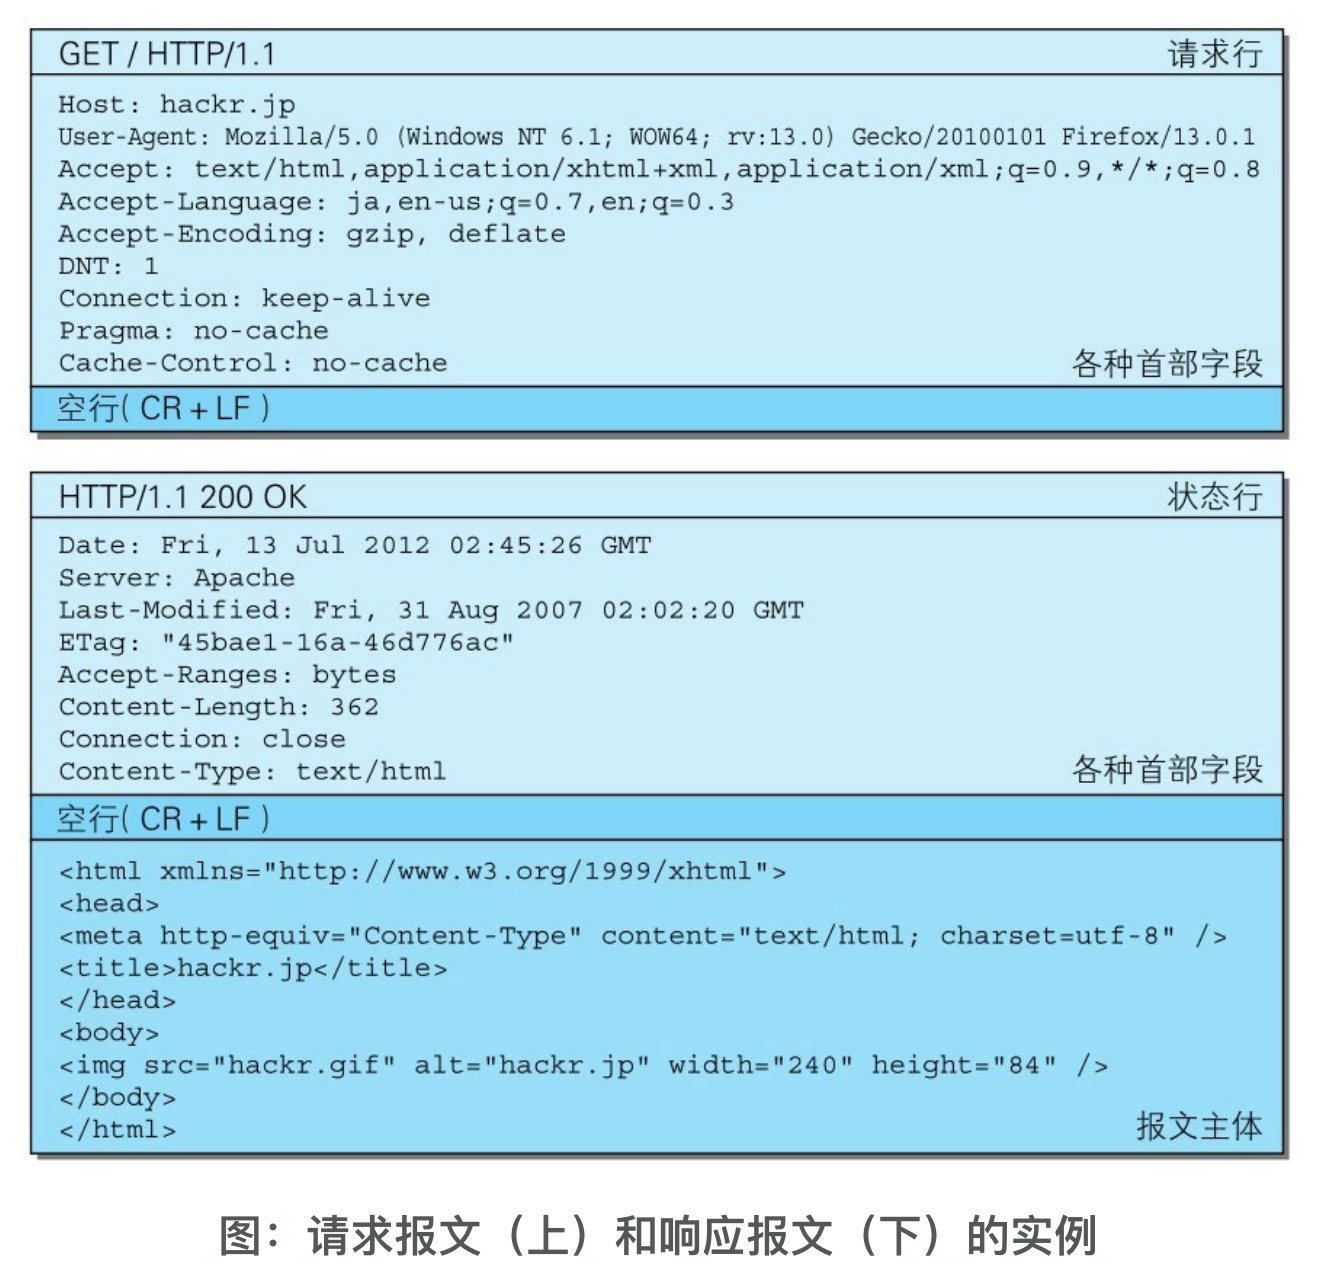 GET / HTTP/1.1 请求行
Host: hackr.jp
User-Agent: Mozilla/5.0 (Windows NT 6.1; WOW64; rv:13.0) Gecko/20100101 Firefox/13.0.1
Accept: text/html,application/xhtml+xml,application/xml;q=0.9,*/*;q=0.8
Accept-Language: ja,en-us;q=0.7,en;q=0.3
Accept-Encoding: gzip, deflate
DNT: 1
Connection: keep-alive
Pragma: no-cache
Cache-Control: no-cache 各种首部字段
空行( CR + LF )
HTTP/1.1 200 OK 状态行
Date: Fri, 13 Jul 2012 02:45:26 GMT
Server: Apache
Last-Modified: Fri, 31 Aug 2007 02:02:20 GMT
ETag: "45bae1-16a-46d776ac"
Accept-Ranges: bytes
Content-Length: 362
Connection: close
Content-Type: text/html 各种首部字段
空行( CR + LF )
<html xmlns="http://www.w3.org/1999/xhtml">
<head>
<meta http-equiv="Content-Type" content="text/html; charset=utf-8" />
<title>hackr.jp</title>
</head>
<body>
<img src="hackr.gif" alt="hackr.jp" width="240" height="84" />
</body>
</html> 报文主体
图：请求报文（上）和响应报文（下）的实例